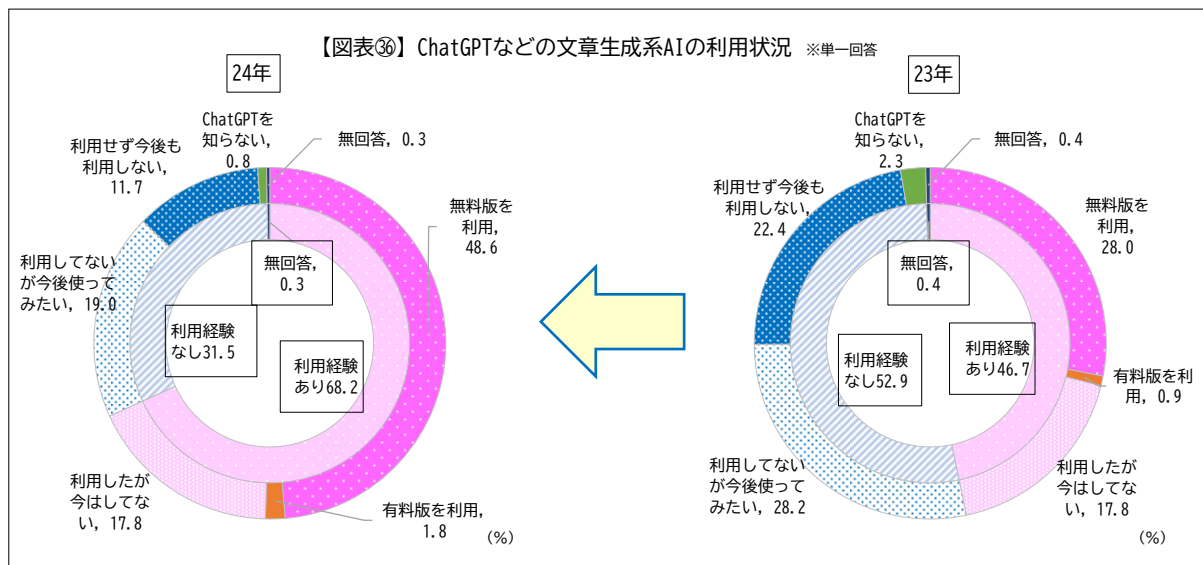 【図表㊱】 ChatGPTなどの文章生成系AIの利用状況 ※単一回答
24年
ChatGPTを
知らない,
0.8
無回答, 0.3
利用せず今後も
利用しない,
11.7
無料版を
利用,
48.6
利用してない
が今後使って
みたい, 19.0
無回答,
0.3
利用経験
なし31.5
利用経験
あり68.2
利用したが
今はしてな
い, 17.8
有料版を利用,
1.8
(%)
23年
ChatGPTを
知らない,
2.3
無回答, 0.4
利用せず今後も
利用しない,
22.4
無料版を
利用,
28.0
無回答,
0.4
利用経験
なし52.9
利用経験
あり46.7
有料版を利
用, 0.9
利用してない
が今後使って
みたい, 28.2
利用したが
今はしてな
い, 17.8
(%)